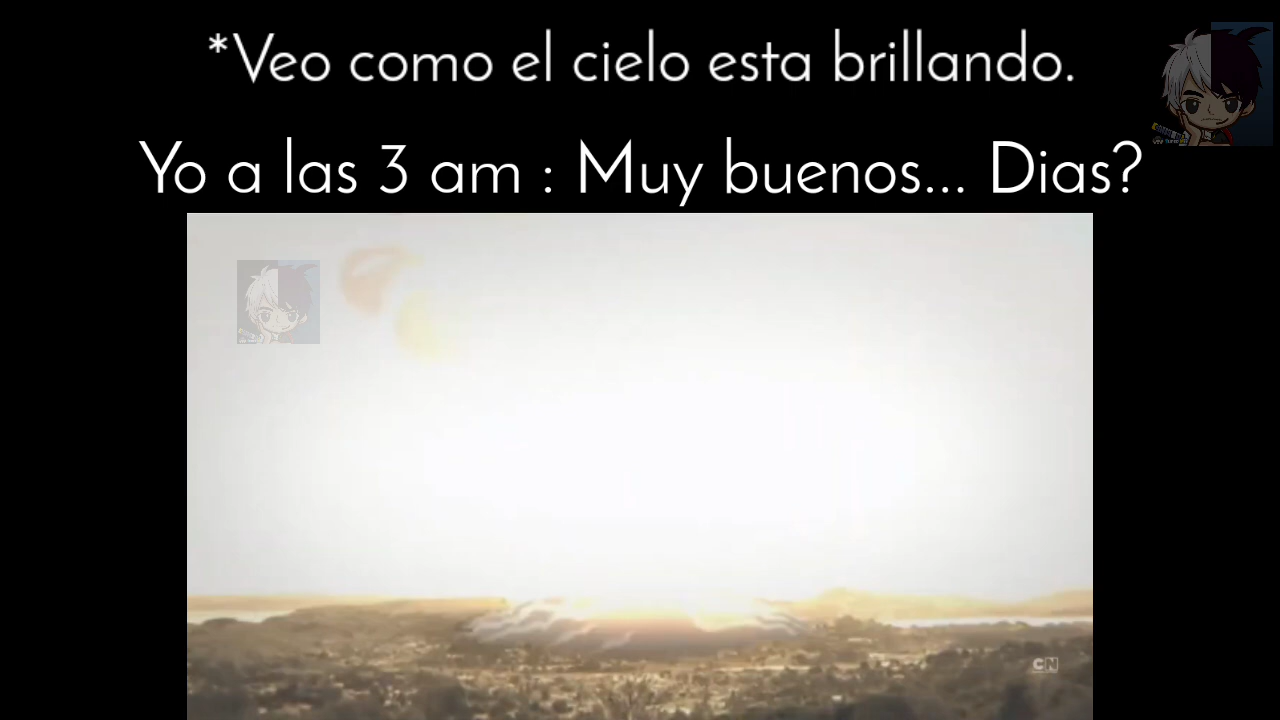 *Veo como el cielo esta brillando.
Yo a las 3 am : Muy buenos... Dias?
CN